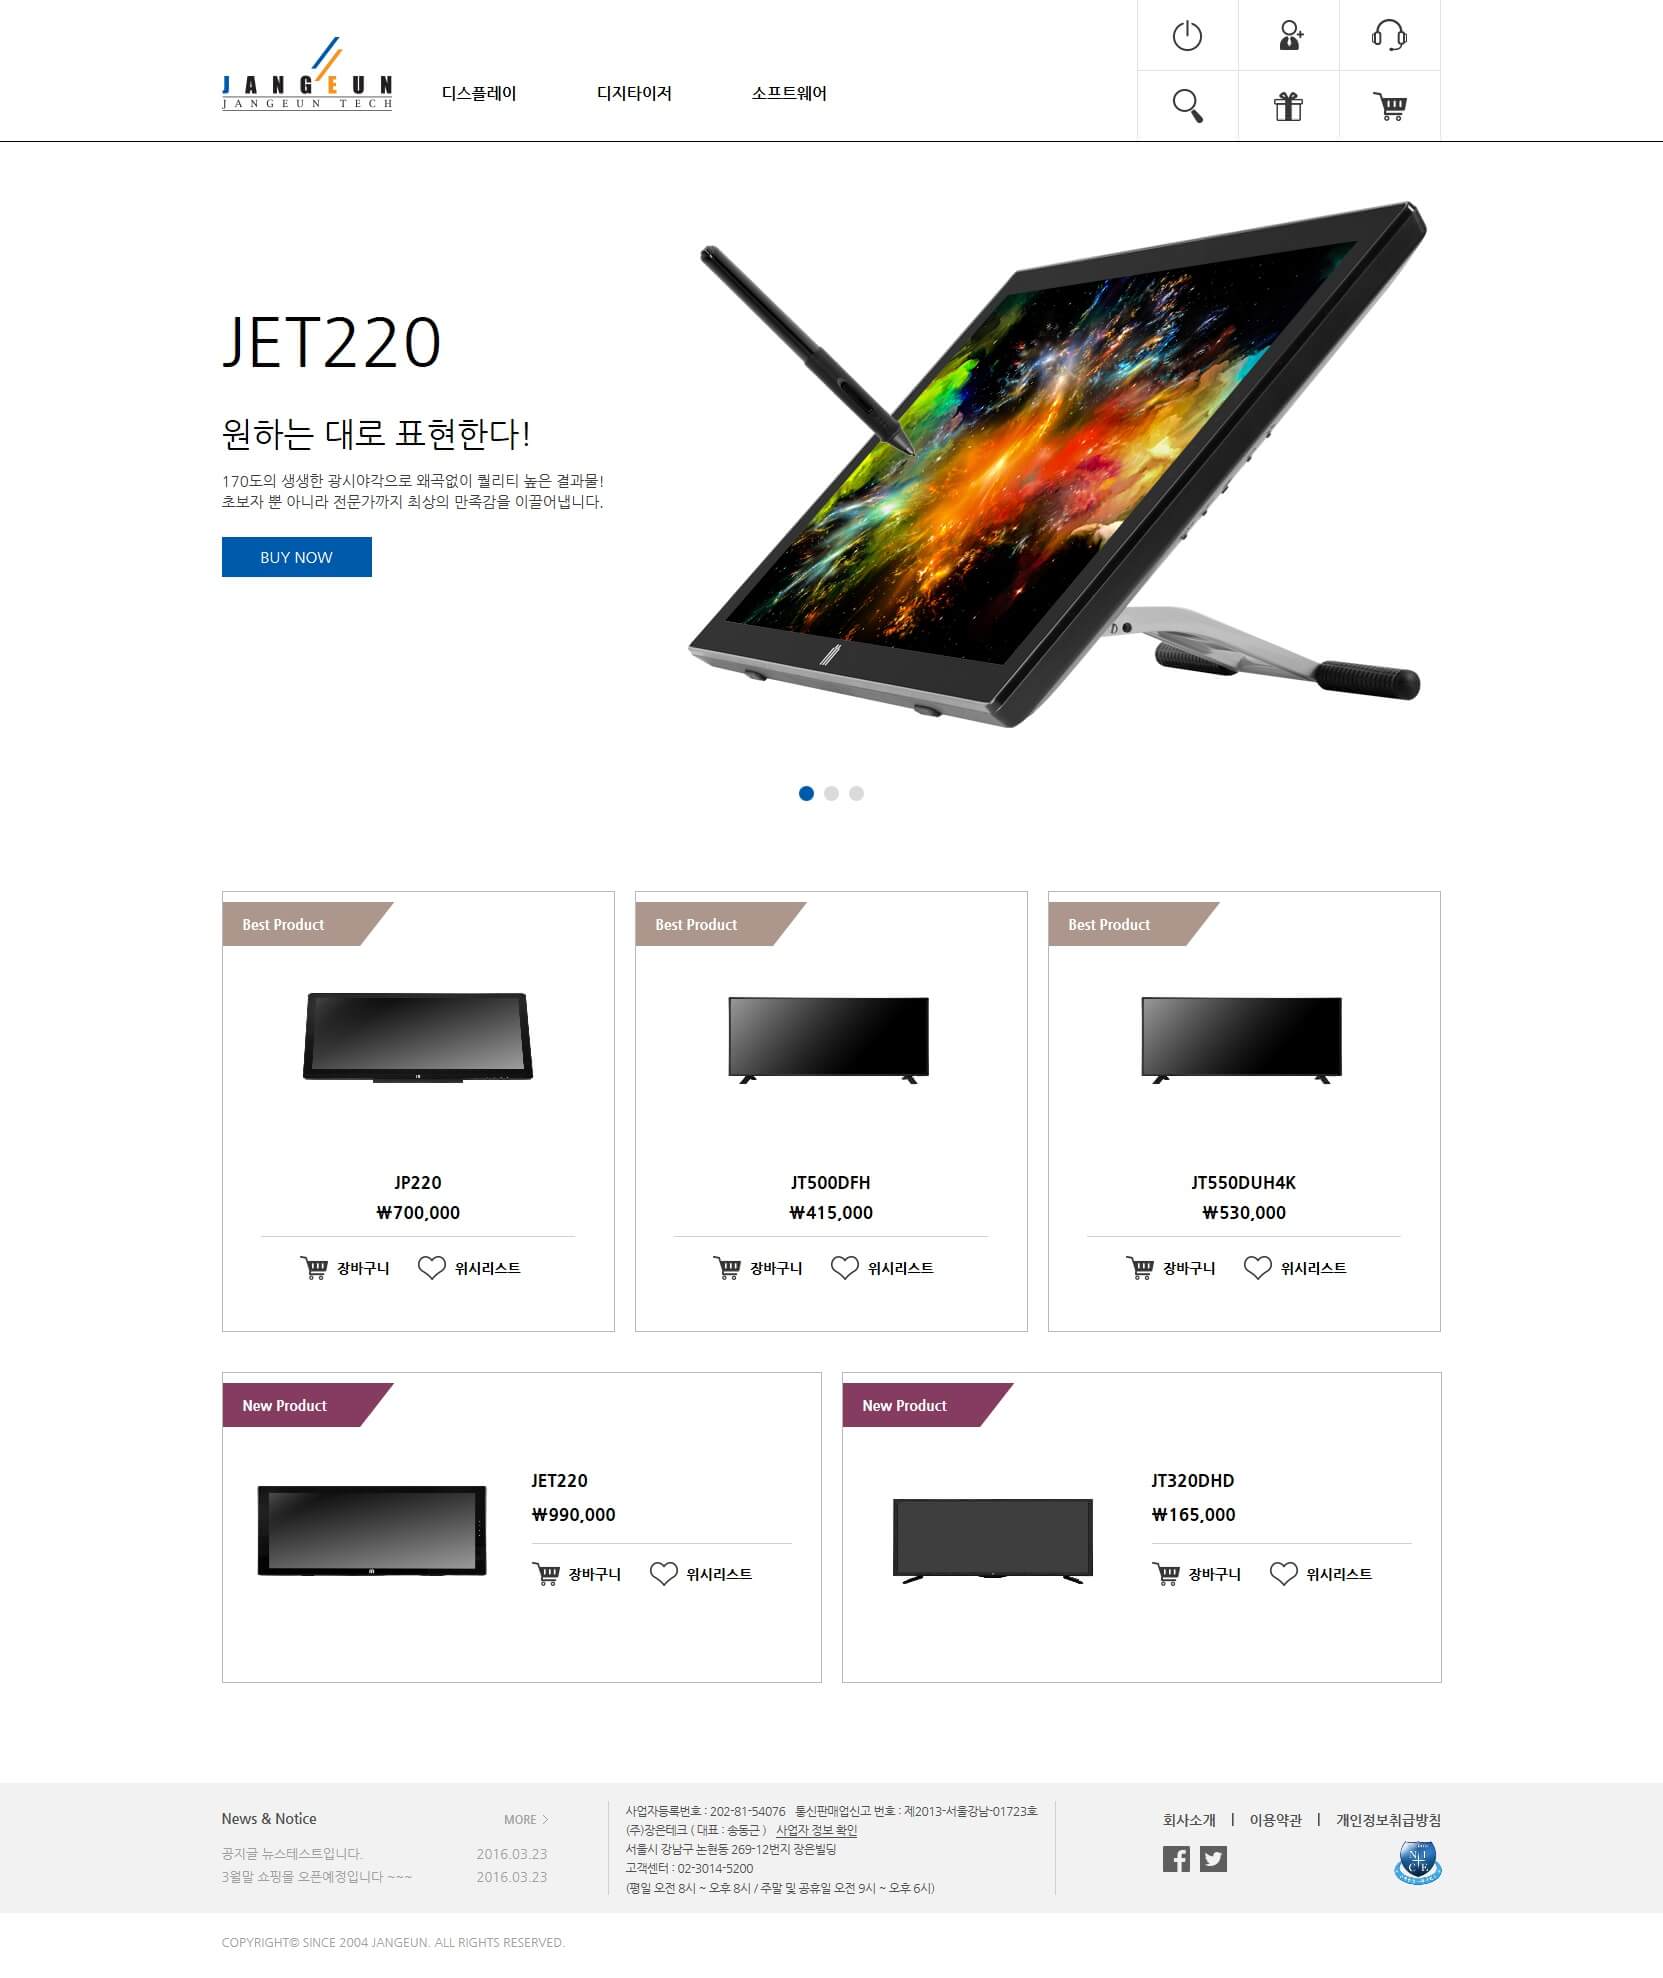 JANGEUN
JANGEUN TECH
디스플레이
디지타이저
소프트웨어
JET220
원하는 대로 표현한다!
170도의 생생한 광시야각으로 왜곡없이 퀄리티 높은 결과물!
초보자 뿐 아니라 전문가까지 최상의 만족감을 이끌어냅니다.
BUY NOW
Best Product
JP220
₩700,000
장바구니 위시리스트
Best Product
JT500DFH
₩415,000
장바구니 위시리스트
Best Product
JT550DUH4K
₩530,000
장바구니 위시리스트
New Product
JET220
₩990,000
장바구니 위시리스트
New Product
JT320DHD
₩165,000
장바구니 위시리스트
News & Notice MORE
공지글 뉴스테스트입니다. 2016.03.23
3월말 쇼핑몰 오픈예정입니다 ~~~ 2016.03.23
사업자등록번호 : 202-81-54076 통신판매업신고 번호 : 제2013-서울강남-01723호
(주)장은테크 ( 대표 : 송동근 ) 사업자 정보 확인
서울시 강남구 논현동 269-12번지 장은빌딩
고객센터 : 02-3014-5200
(평일 오전 8시 ~ 오후 8시 / 주말 및 공휴일 오전 9시 ~ 오후 6시)
회사소개 | 이용약관 | 개인정보취급방침
NICE
COPYRIGHT© SINCE 2004 JANGEUN. ALL RIGHTS RESERVED.